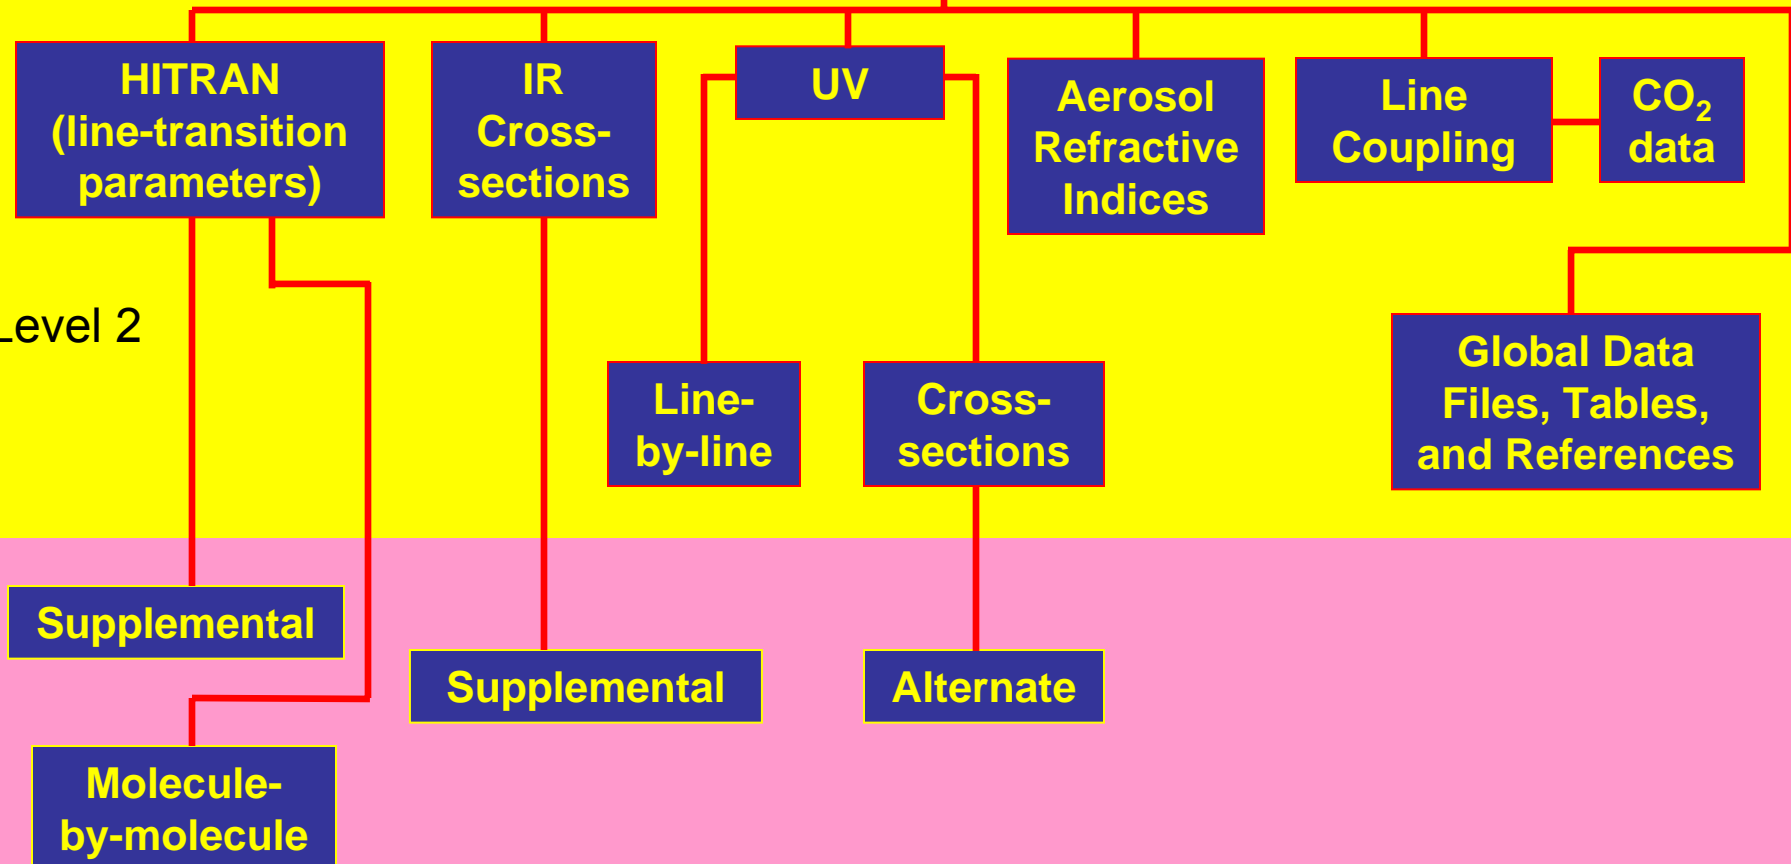 HITRAN
(line-transition
parameters)
IR
Cross-
sections
UV
Aerosol
Refractive
Indices
Line
Coupling
CO₂
data
Level 2
Line-
by-line
Cross-
sections
Global Data
Files, Tables,
and References
Supplemental
Supplemental
Alternate
Molecule-
by-molecule